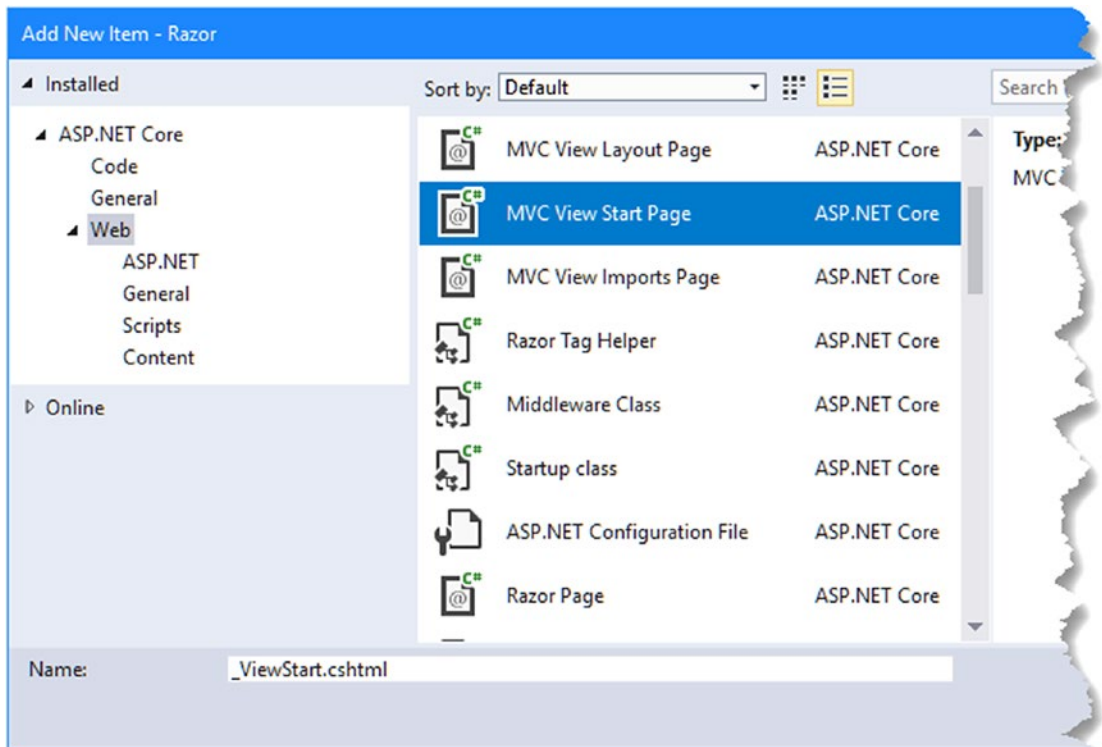 Add New Item - Razor
Installed
Sort by: Default
Search
ASP.NET Core
Code
General
Web
ASP.NET
General
Scripts
Content
Online
C# @ MVC View Layout Page ASP.NET Core
C# @ MVC View Start Page ASP.NET Core
C# @ MVC View Imports Page ASP.NET Core
C# Razor Tag Helper ASP.NET Core
C# Middleware Class ASP.NET Core
C# Startup class ASP.NET Core
ASP.NET Configuration File ASP.NET Core
C# @ Razor Page ASP.NET Core
Type:
MVC
Name: _ViewStart.cshtml